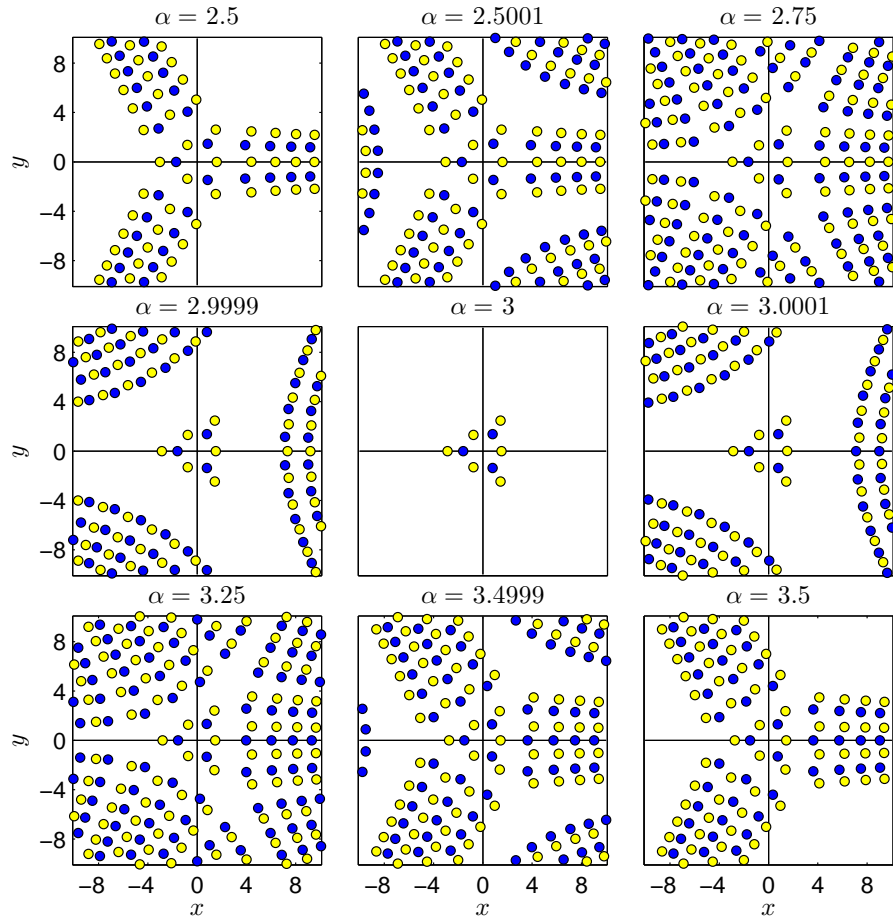 α = 2.5 α = 2.5001 α = 2.75
8
4
y 0
−4
−8
α = 2.9999 α = 3 α = 3.0001
8
4
y 0
−4
−8
α = 3.25 α = 3.4999 α = 3.5
8
4
y 0
−4
−8
−8 −4 0 4 8 −8 −4 0 4 8 −8 −4 0 4 8
x x x